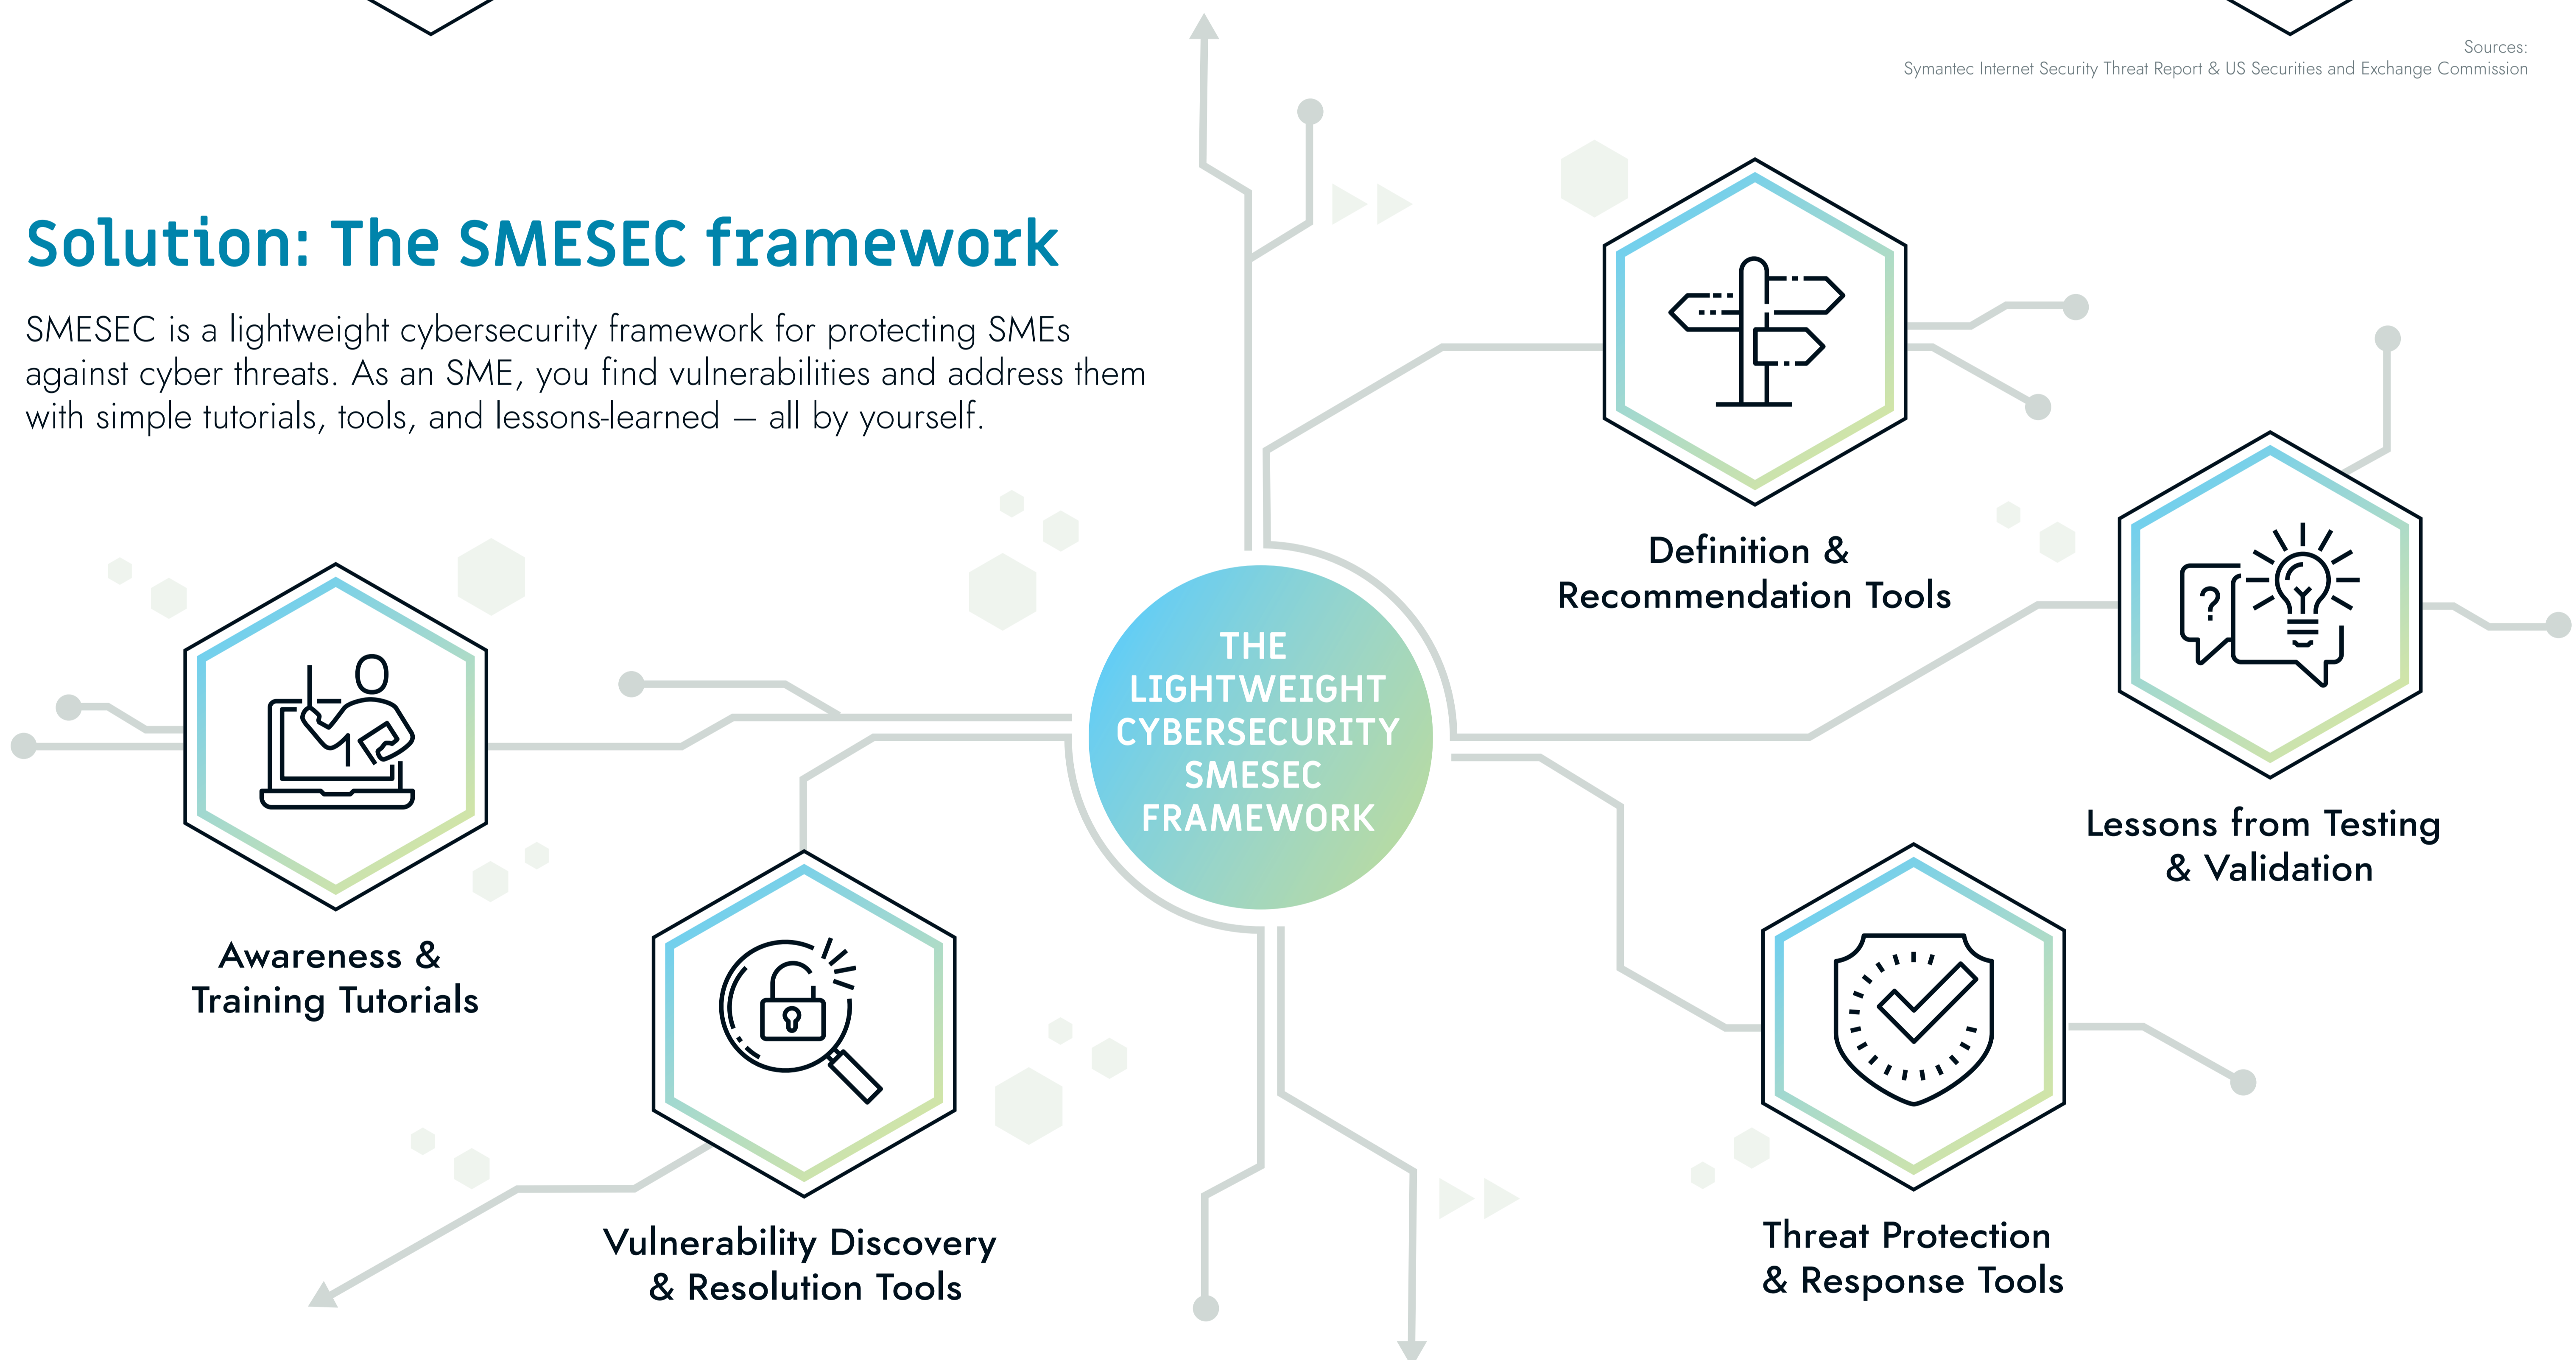 Sources:
Symantec Internet Security Threat Report & US Securities and Exchange Commission
Solution: The SMESEC framework
SMESEC is a lightweight cybersecurity framework for protecting SMEs
against cyber threats. As an SME, you find vulnerabilities and address them
with simple tutorials, tools, and lessons-learned – all by yourself.
Definition &
Recommendation Tools
THE
LIGHTWEIGHT
CYBERSECURITY
SMESEC
FRAMEWORK
?
Lessons from Testing
& Validation
Awareness &
Training Tutorials
Vulnerability Discovery
& Resolution Tools
Threat Protection
& Response Tools